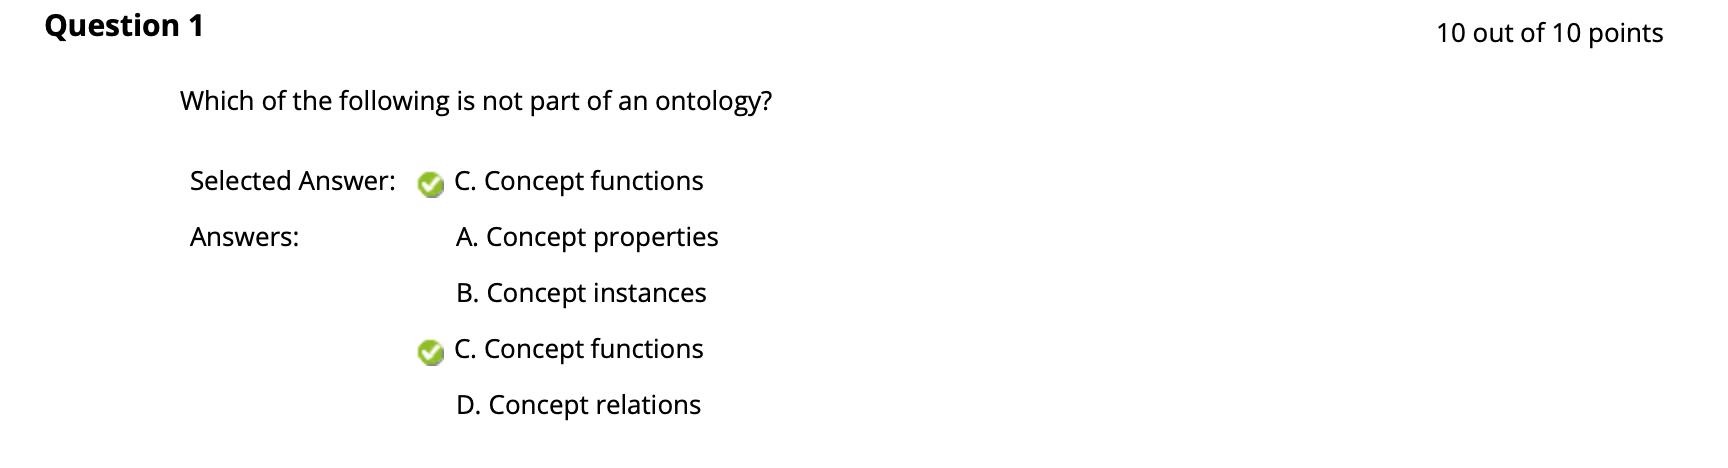 Question 1
10 out of 10 points
Which of the following is not part of an ontology?
Selected Answer: C. Concept functions
Answers: A. Concept properties
B. Concept instances
C. Concept functions
D. Concept relations